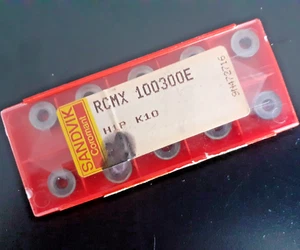 SANDVIK
Coromant
RCMX 100300E
H1P K10